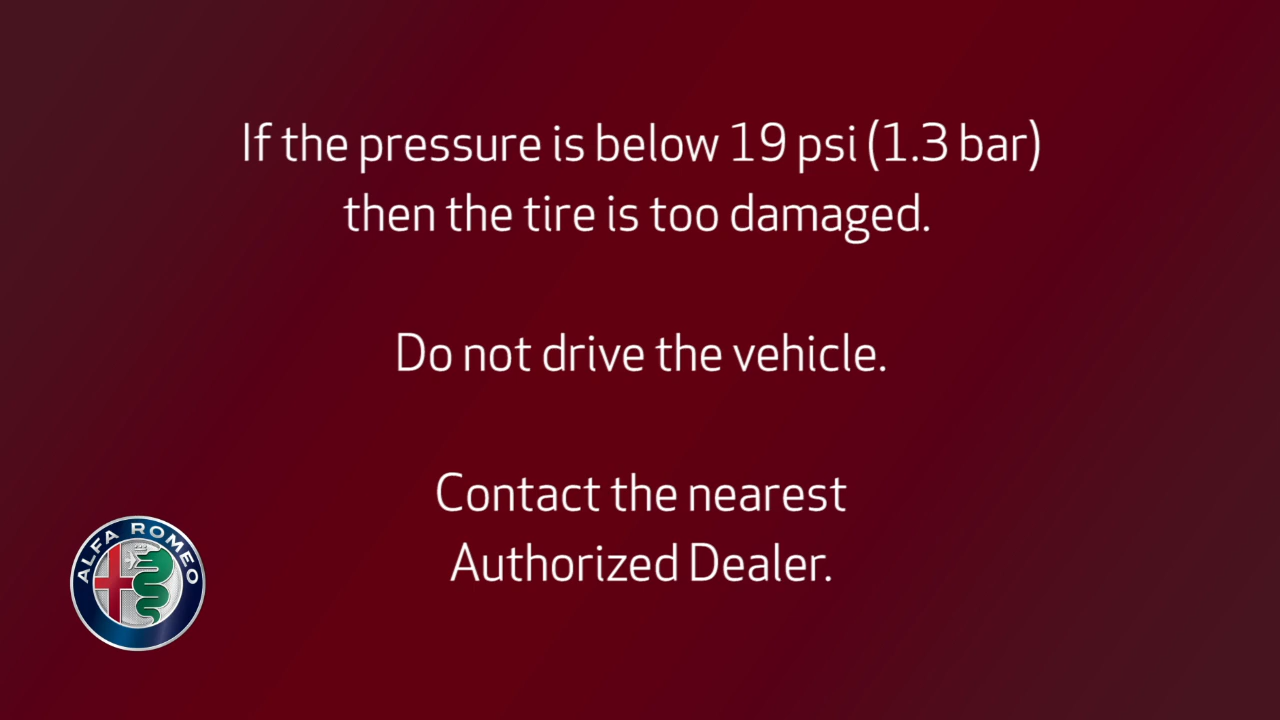 If the pressure is below 19 psi (1.3 bar)
then the tire is too damaged.
Do not drive the vehicle.
Contact the nearest
Authorized Dealer.
ALFA ROMEO